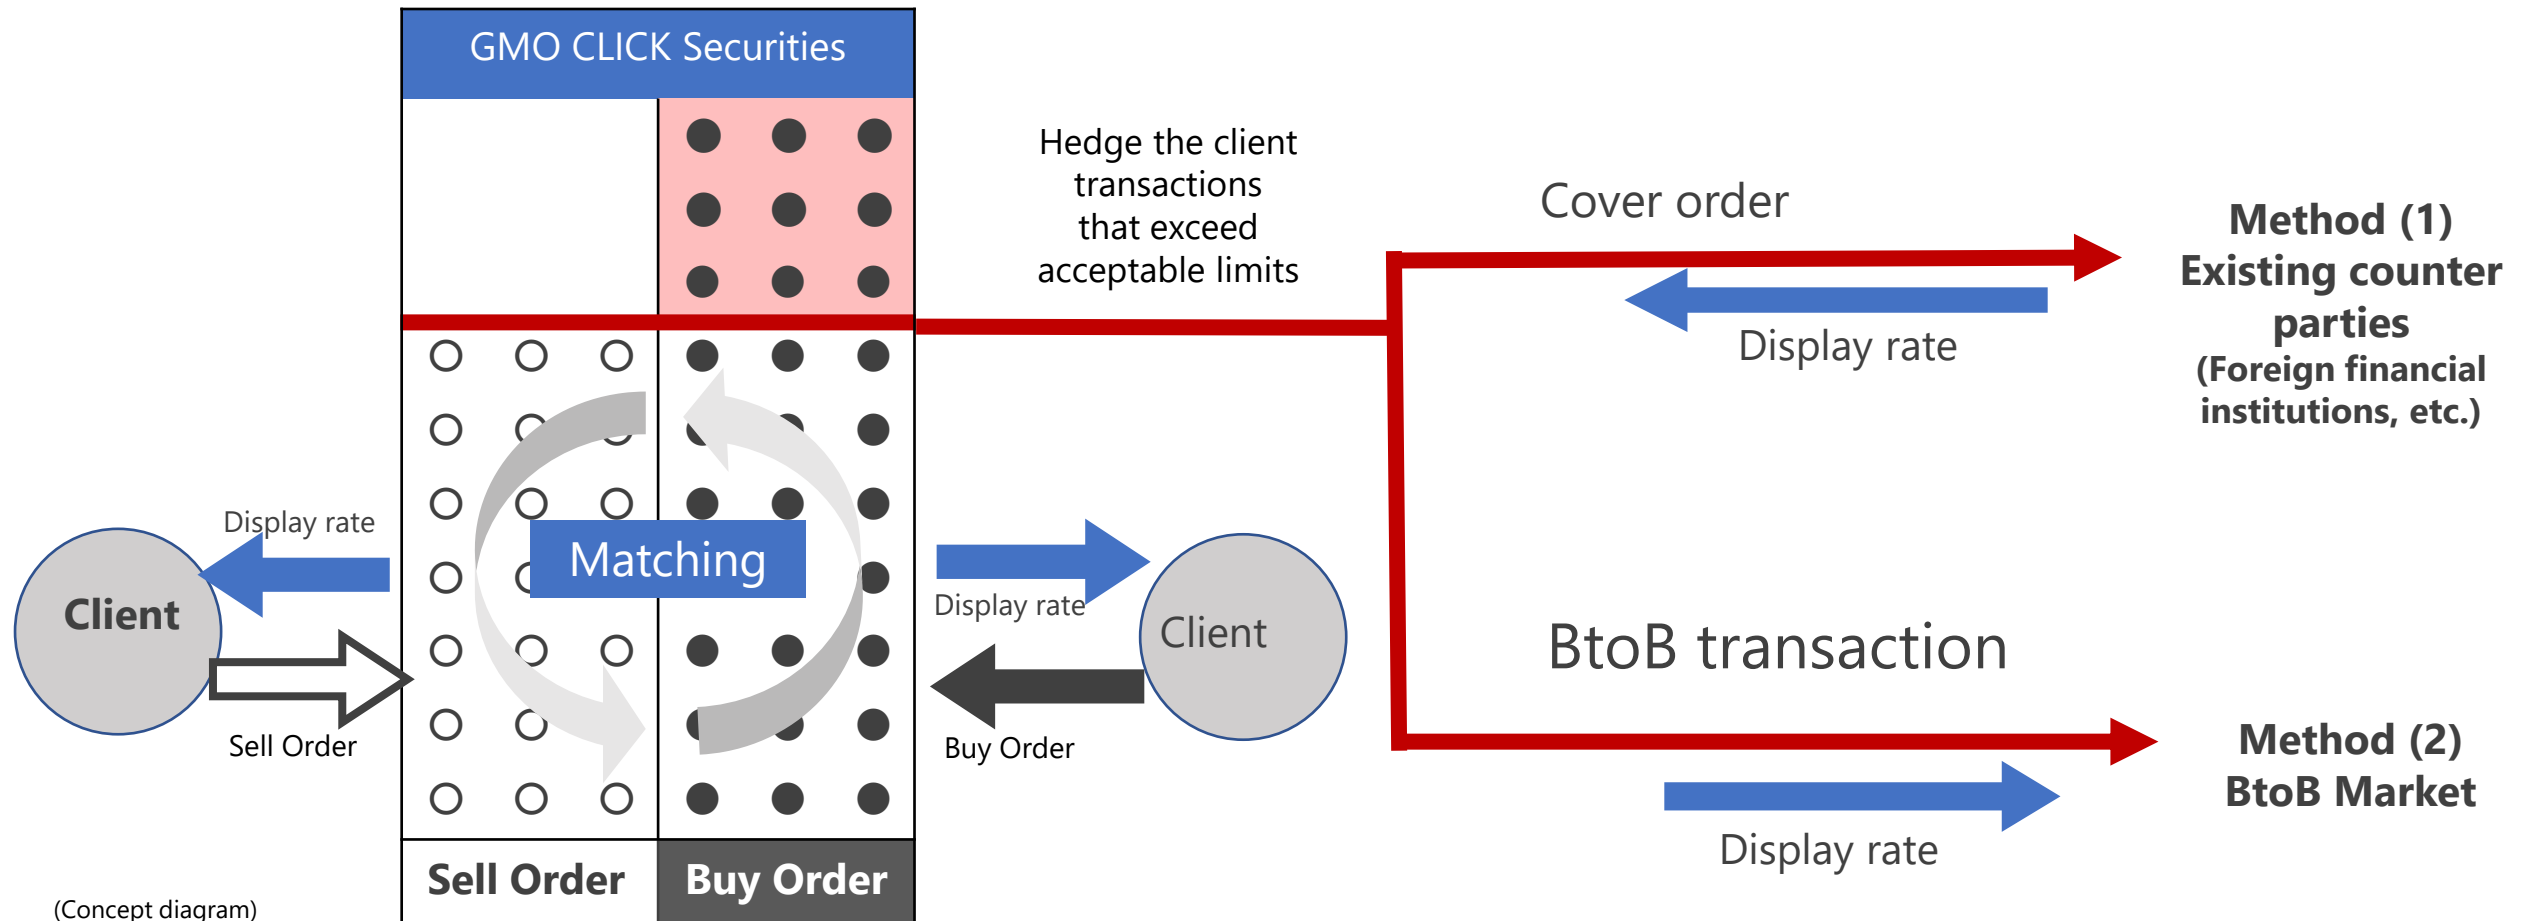 GMO CLICK Securities
Hedge the client
transactions
that exceed
acceptable limits
Cover order
Display rate
Method (1)
Existing counter
parties
(Foreign financial
institutions, etc.)
Display rate
Client
Sell Order
Matching
Display rate
Client
Buy Order
BtoB transaction
Display rate
Method (2)
BtoB Market
Sell Order
Buy Order
(Concept diagram)